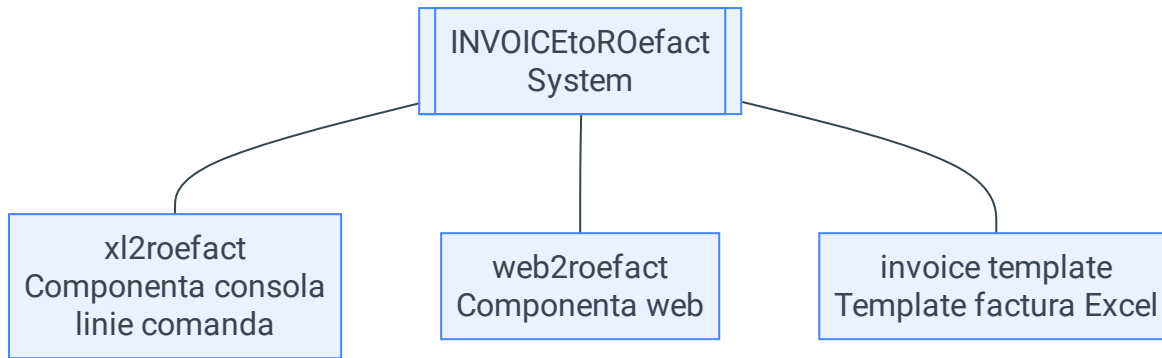 INVOICEtoROefact
System
xl2roefact
Componenta consola
linie comanda
web2roefact
Componenta web
invoice template
Template factura Excel